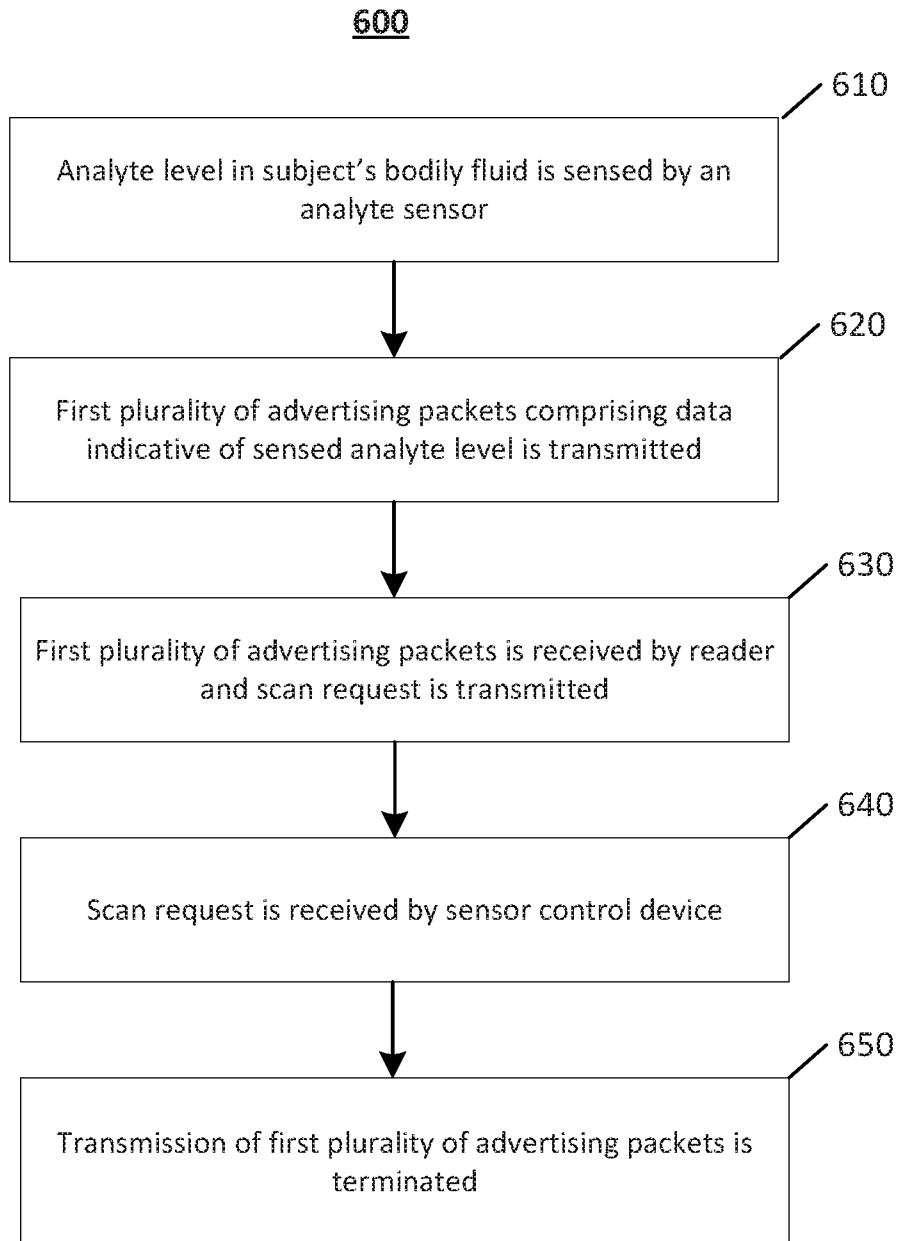 600
610
Analyte level in subject's bodily fluid is sensed by an
analyte sensor
620
First plurality of advertising packets comprising data
indicative of sensed analyte level is transmitted
630
First plurality of advertising packets is received by reader
and scan request is transmitted
640
Scan request is received by sensor control device
650
Transmission of first plurality of advertising packets is
terminated